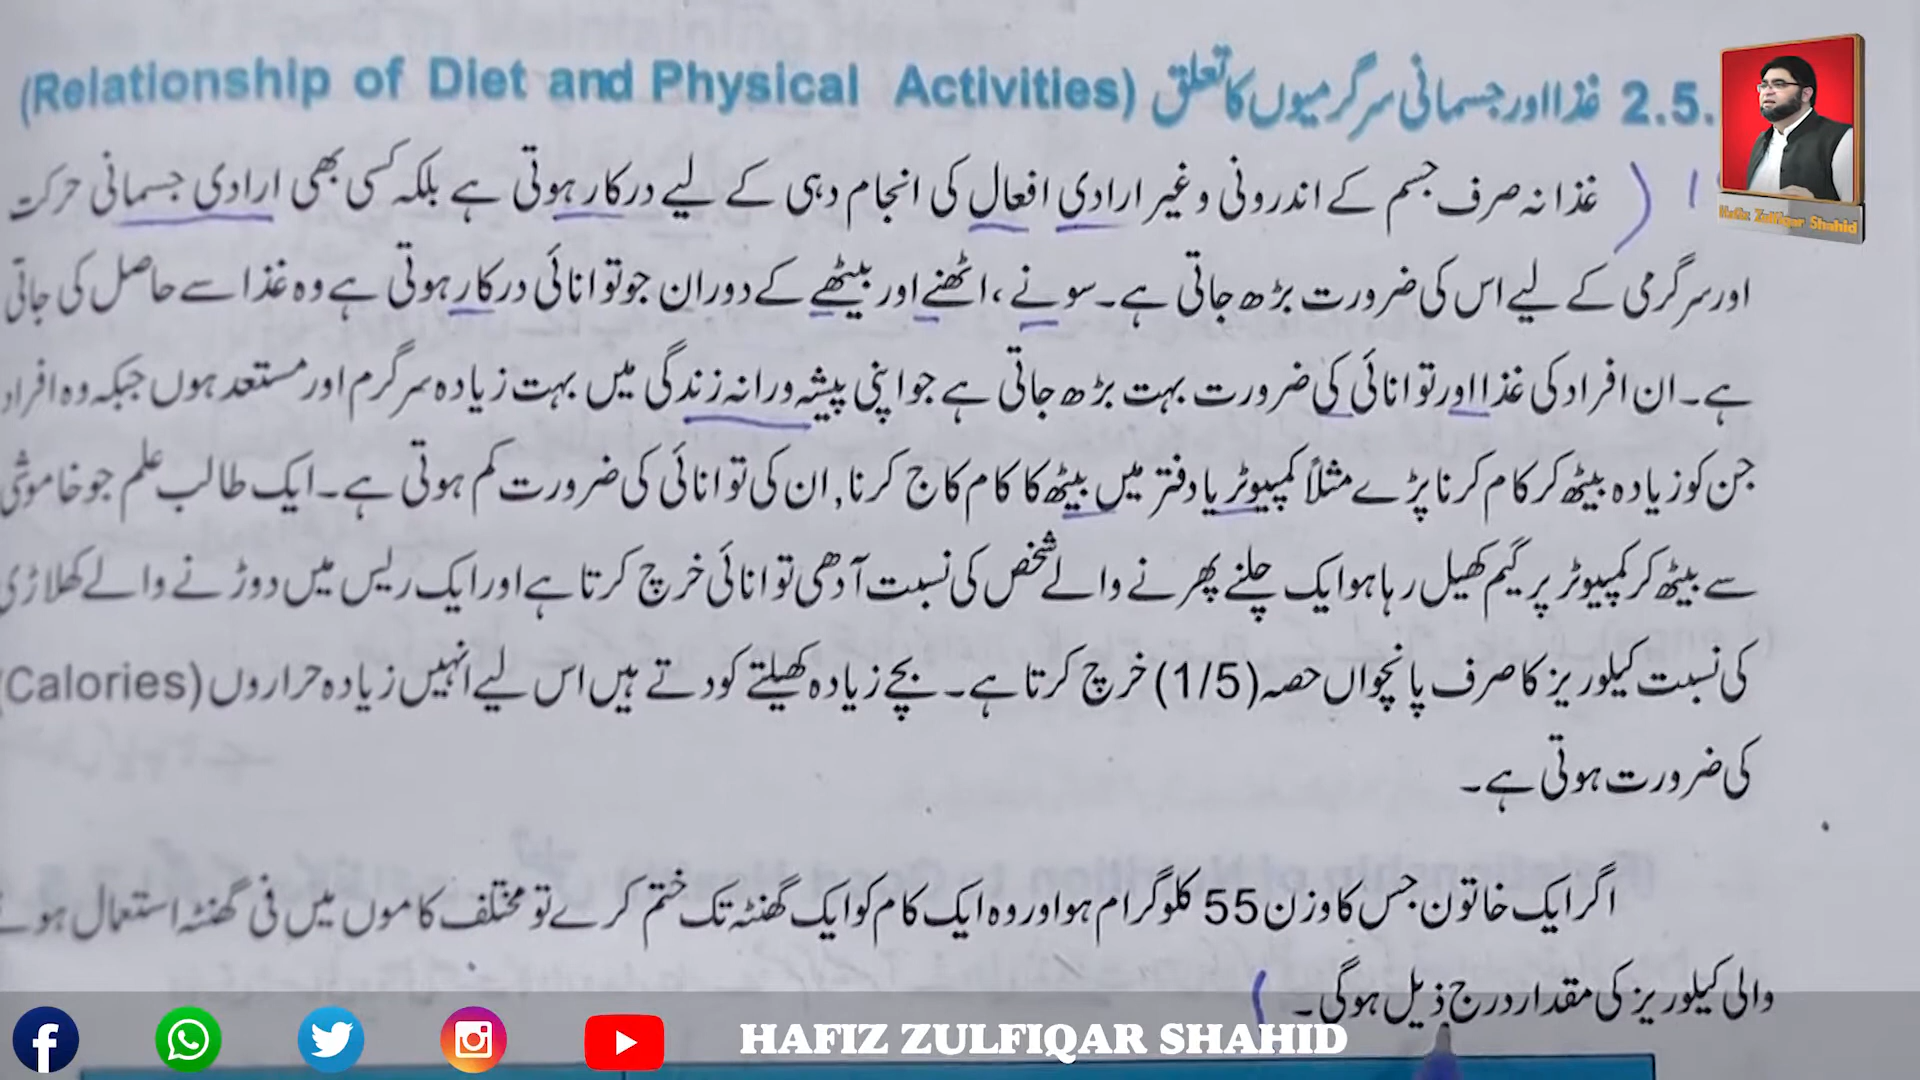 2.5. غذا اور جسمانی سرگرمیوں کا تعلق (Relationship of Diet and Physical Activities)
غذا نہ صرف جسم کے اندرونی و غیر ارادی افعال کی انجام دہی کے لیے درکار ہوتی ہے بلکہ کسی بھی ارادی جسمانی حرکت
اور سرگرمی کے لیے اس کی ضرورت بڑھ جاتی ہے۔ سونے، اٹھنے اور بیٹھے کے دوران جو توانائی درکار ہوتی ہے وہ غذا سے حاصل کی جاتی
ہے۔ ان افراد کی غذا اور توانائی کی ضرورت بہت بڑھ جاتی ہے جو اپنی پیشہ ورانہ زندگی میں بہت زیادہ سرگرم اور مستعد ہوں جبکہ وہ افراد
جن کو زیادہ بیٹھ کر کام کرنا پڑے مثلاً کمپیوٹر یا دفتر میں بیٹھ کا کام کاج کرنا, ان کی توانائی کی ضرورت کم ہوتی ہے۔ ایک طالب علم جو خاموشی
سے بیٹھ کر کمپیوٹر پر گیم کھیل رہا ہو ایک چلنے پھرنے والے شخص کی نسبت آدھی توانائی خرچ کرتا ہے اور ایک ریس میں دوڑنے والے کھلاڑی
کی نسبت کیلوریز کا صرف پانچواں حصہ (1/5) خرچ کرتا ہے۔ بچے زیادہ کھیلتے کودتے ہیں اس لیے انہیں زیادہ حراروں (Calories)
کی ضرورت ہوتی ہے۔
اگر ایک خاتون جس کا وزن 55 کلوگرام ہو اور وہ ایک کام کو ایک گھنٹہ تک ختم کرے تو مختلف کاموں میں فی گھنٹہ استعمال ہونے
والی کیلوریز کی مقدار درج ذیل ہوگی۔
Hafiz Zulfiqar Shahid
HAFIZ ZULFIQAR SHAHID